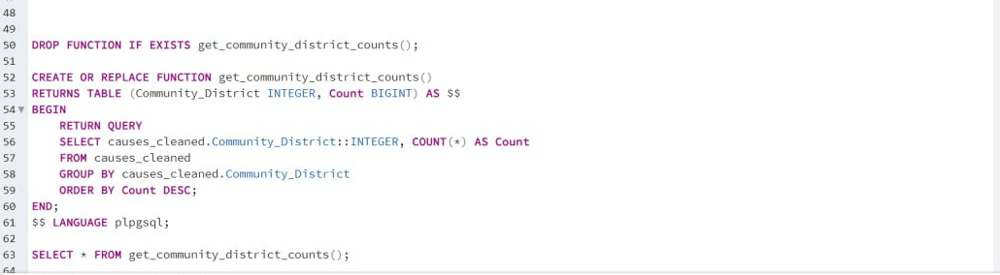 48
49
50 DROP FUNCTION IF EXISTS get_community_district_counts();
51
52 CREATE OR REPLACE FUNCTION get_community_district_counts()
53 RETURNS TABLE (Community_District INTEGER, Count BIGINT) AS $$
54 BEGIN
55     RETURN QUERY
56     SELECT causes_cleaned.Community_District::INTEGER, COUNT(*) AS Count
57     FROM causes_cleaned
58     GROUP BY causes_cleaned.Community_District
59     ORDER BY Count DESC;
60 END;
61 $$ LANGUAGE plpgsql;
62
63 SELECT * FROM get_community_district_counts();
64